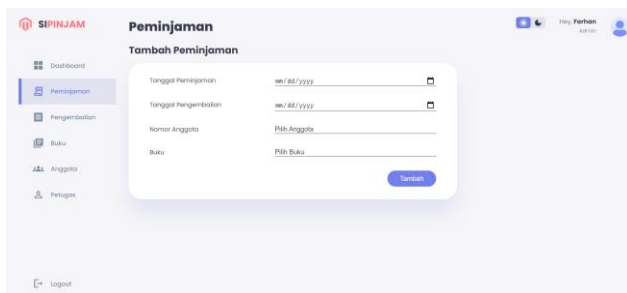 SIPINJAM
Dashboard
Peminjaman
Pengembalian
Buku
Anggota
Petugas
Logout
Peminjaman
Tambah Peminjaman
Tanggal Peminjaman mm/dd/yyyy
Tanggal Pengembalian mm/dd/yyyy
Nomor Anggota Pilih Anggota
Buku Pilih Buku
Tambah
Hey, Farhan
Admin